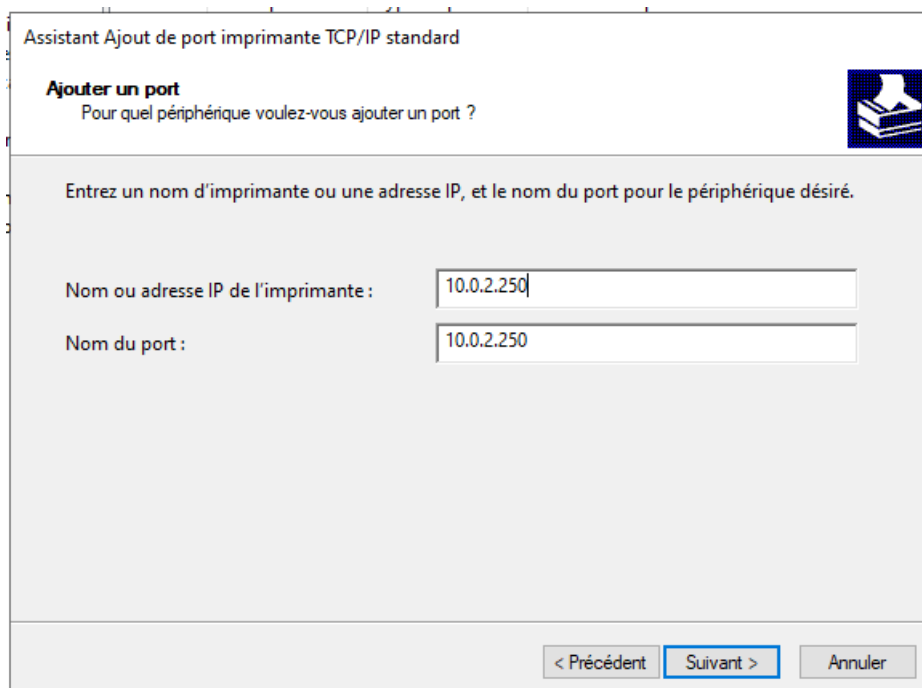 Assistant Ajout de port imprimante TCP/IP standard
Ajouter un port
Pour quel périphérique voulez-vous ajouter un port ?
Entrez un nom d'imprimante ou une adresse IP, et le nom du port pour le périphérique désiré.
Nom ou adresse IP de l'imprimante : 10.0.2.250
Nom du port : 10.0.2.250
< Précédent Suivant > Annuler